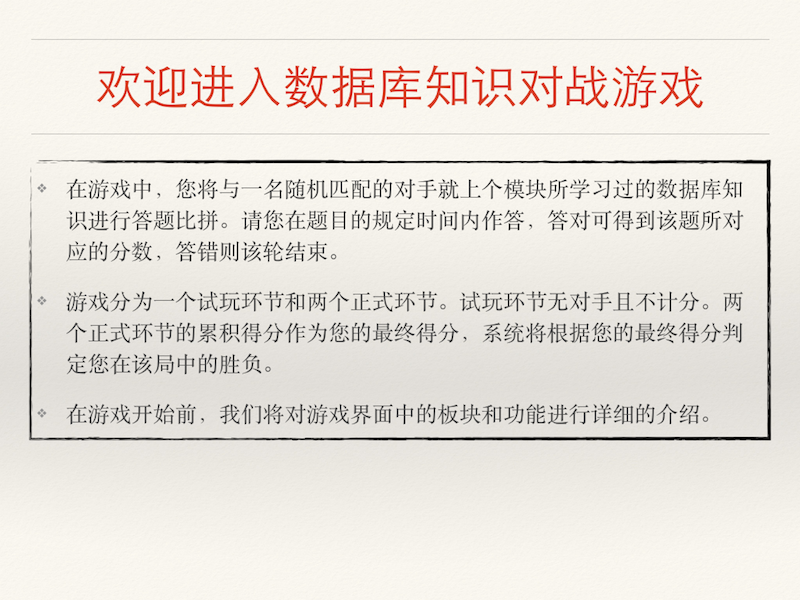 欢迎进入数据库知识对战游戏
在游戏中，您将与一名随机匹配的对手就上个模块所学习过的数据库知
识进行答题比拼。请您在题目的规定时间内作答，答对可得到该题所对
应的分数，答错则该轮结束。
游戏分为一个试玩环节和两个正式环节。试玩环节无对手且不计分。两
个正式环节的累积得分作为您的最终得分，系统将根据您的最终得分判
定您在该局中的胜负。
在游戏开始前，我们将对游戏界面中的板块和功能进行详细的介绍。